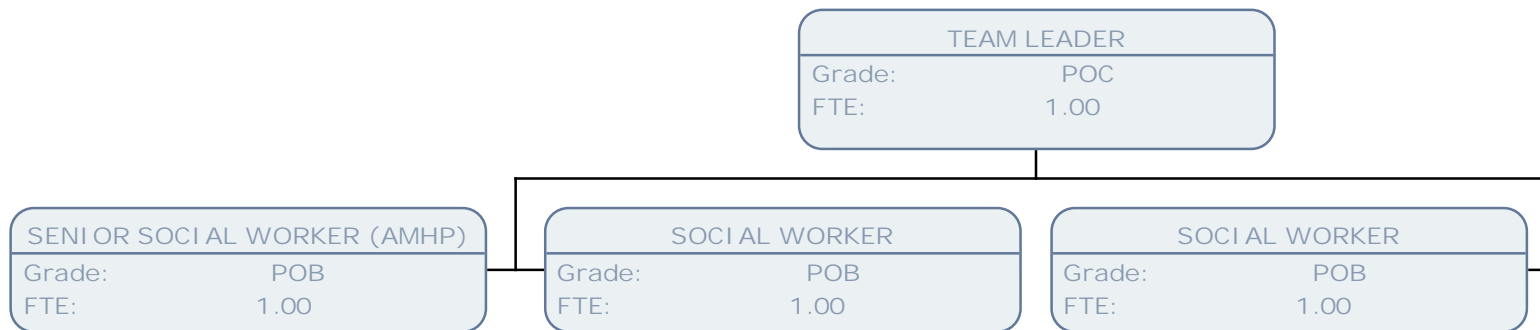 TEAM LEADER
Grade: POC
FTE: 1.00
SENIOR SOCIAL WORKER (AMHP)
Grade: POB
FTE: 1.00
SOCIAL WORKER
Grade: POB
FTE: 1.00
SOCIAL WORKER
Grade: POB
FTE: 1.00